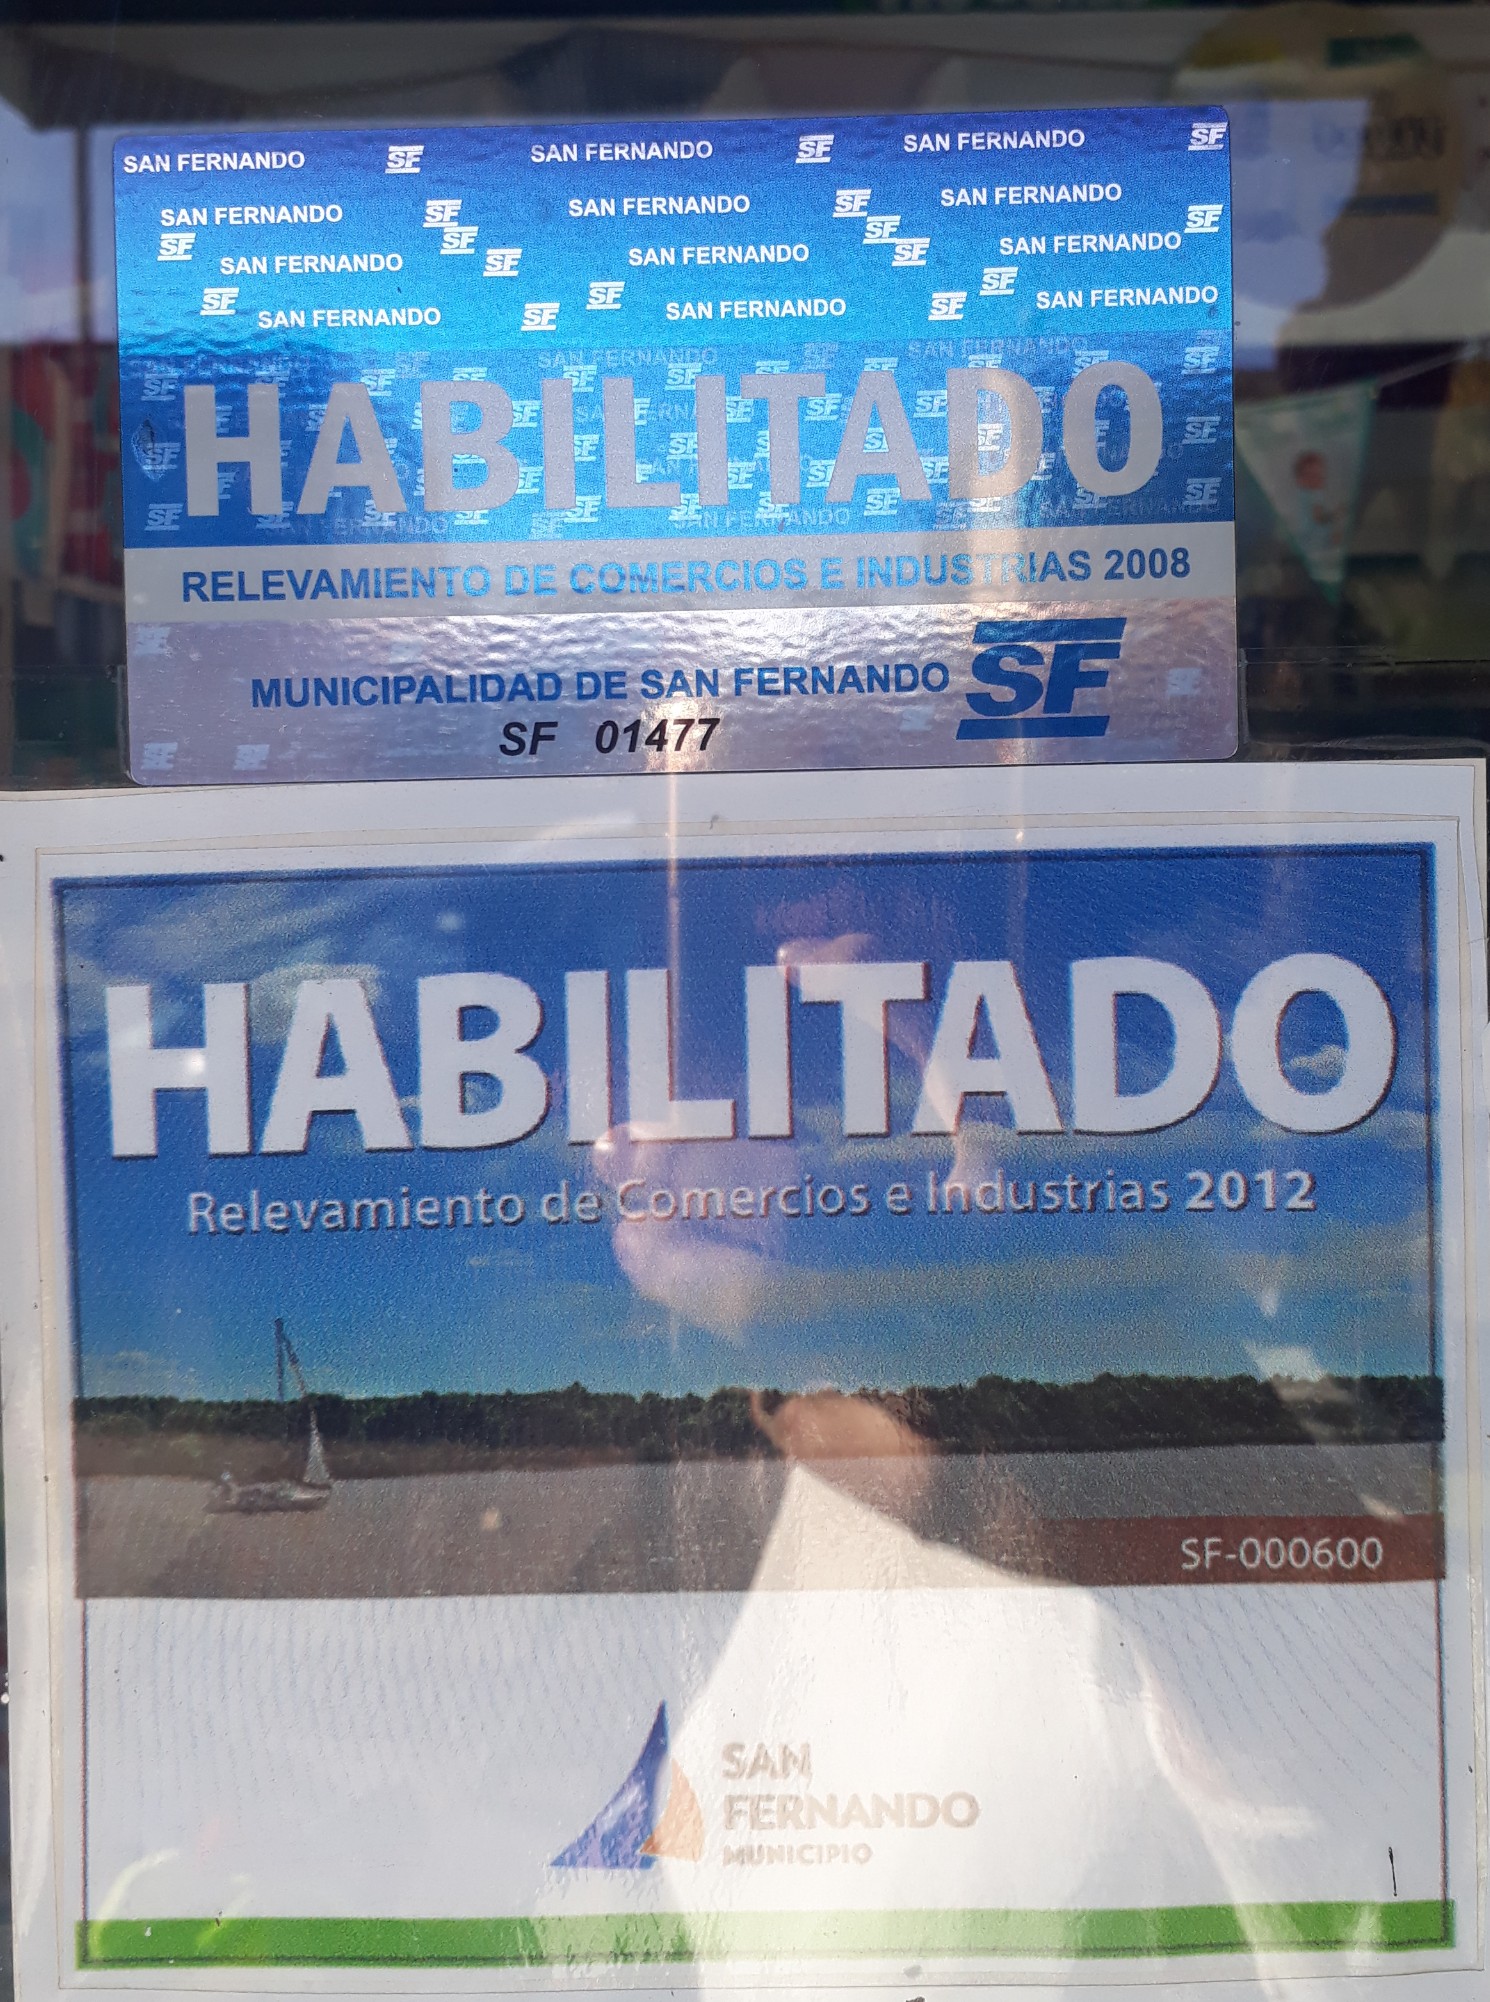 SAN FERNANDO SF SAN FERNANDO SF SAN FERNANDO SF
SAN FERNANDO SF SAN FERNANDO SF SAN FERNANDO SF
SF SAN FERNANDO SF SF SAN FERNANDO SF SF SAN FERNANDO
SF SAN FERNANDO SF SF SAN FERNANDO SF SF SAN FERNANDO
HABILITADO
RELEVAMIENTO DE COMERCIOS E INDUSTRIAS 2008
MUNICIPALIDAD DE SAN FERNANDO SF
SF 01477
HABILITADO
Relevamiento de Comercios e Industrias 2012
SF-000600
SAN
FERNANDO
MUNICIPIO